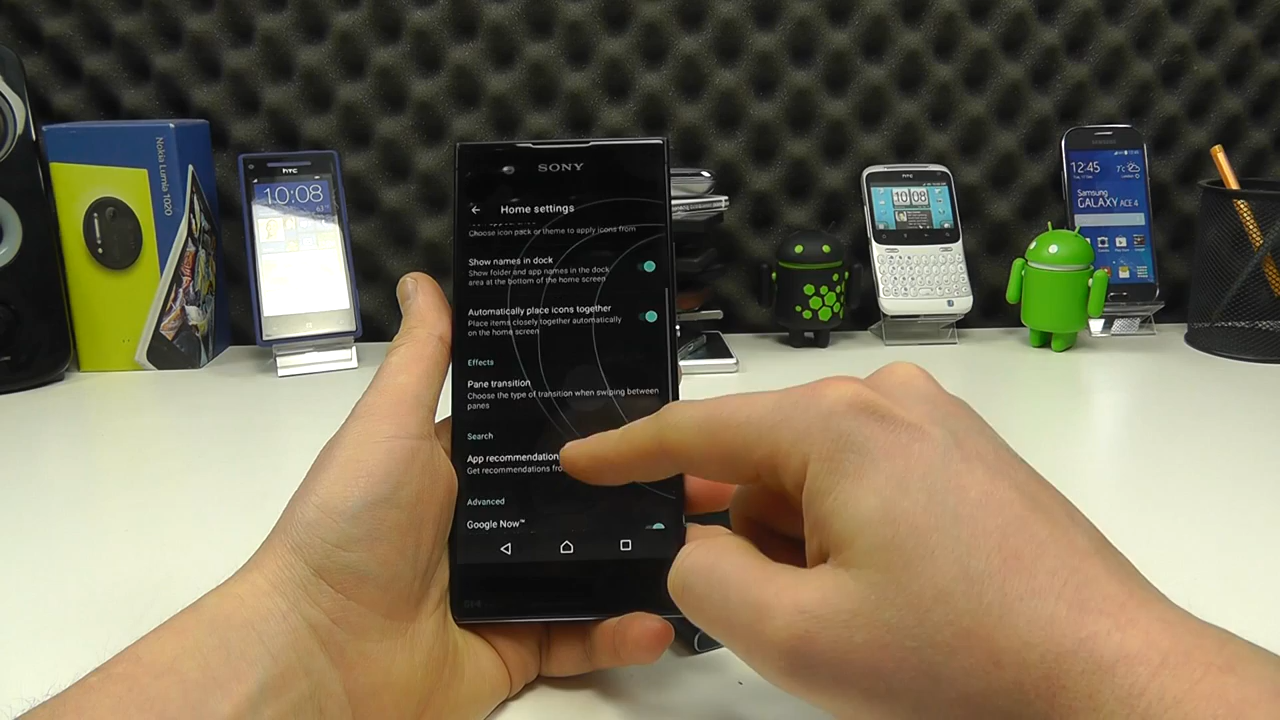 SONY
Home settings
Choose icon pack or theme to apply icons from
Show names in dock
Show folder and app names in the dock
area at the bottom of the home screen
Automatically place icons together
Place items closely together automatically
on the home screen
Effects
Pane transition
Choose the type of transition when swiping between
panes
Search
App recommendation
Get recommendations fro
Advanced
Google Now™
Nokia Lumia 1020
hTC
10:08
hTC
10 08
SAMSUNG
12:45
7°c
Samsung
GALAXY ACE 4